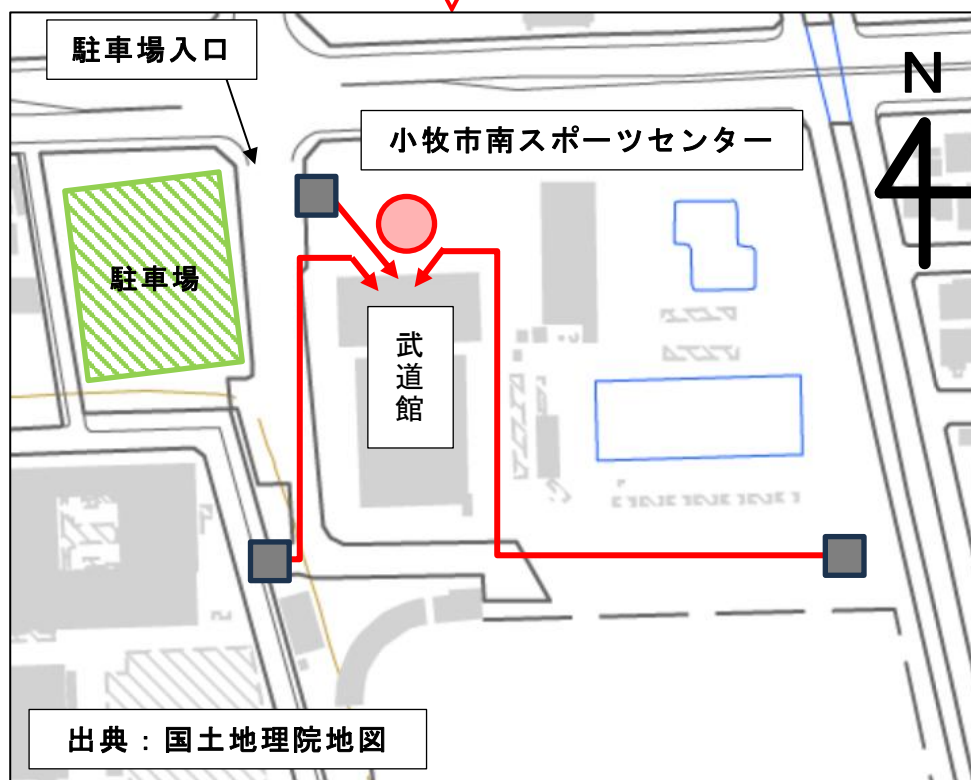 駐車場入口
N
小牧市南スポーツセンター
駐車場
武道館
出典：国土地理院地図